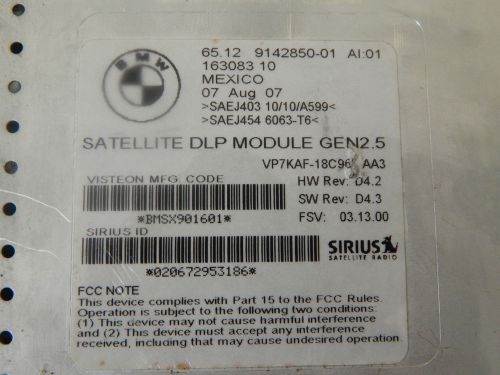 BMW
65.12 9142850-01 AI:01
163083 10
MEXICO
07 Aug 07
>SAEJ403 10/10/A599<
>SAEJ454 6063-T6<
SATELLITE DLP MODULE GEN2.5
AA3
VISTEON MFG. CODE
HW Rev: D4.2
SW Rev: D4.3
*BMSX901601*
FSV: 03.13.00
SIRIUS ID
SIRIUS
SATELLITE RADIO
*020672953186*
FCC NOTE
This device complies with Part 15 to the FCC Rules.
Operation is subject to the following two conditions:
(1) This device may not cause harmful interference
and (2) This device must accept any interference
received, including that may cause undesired operation